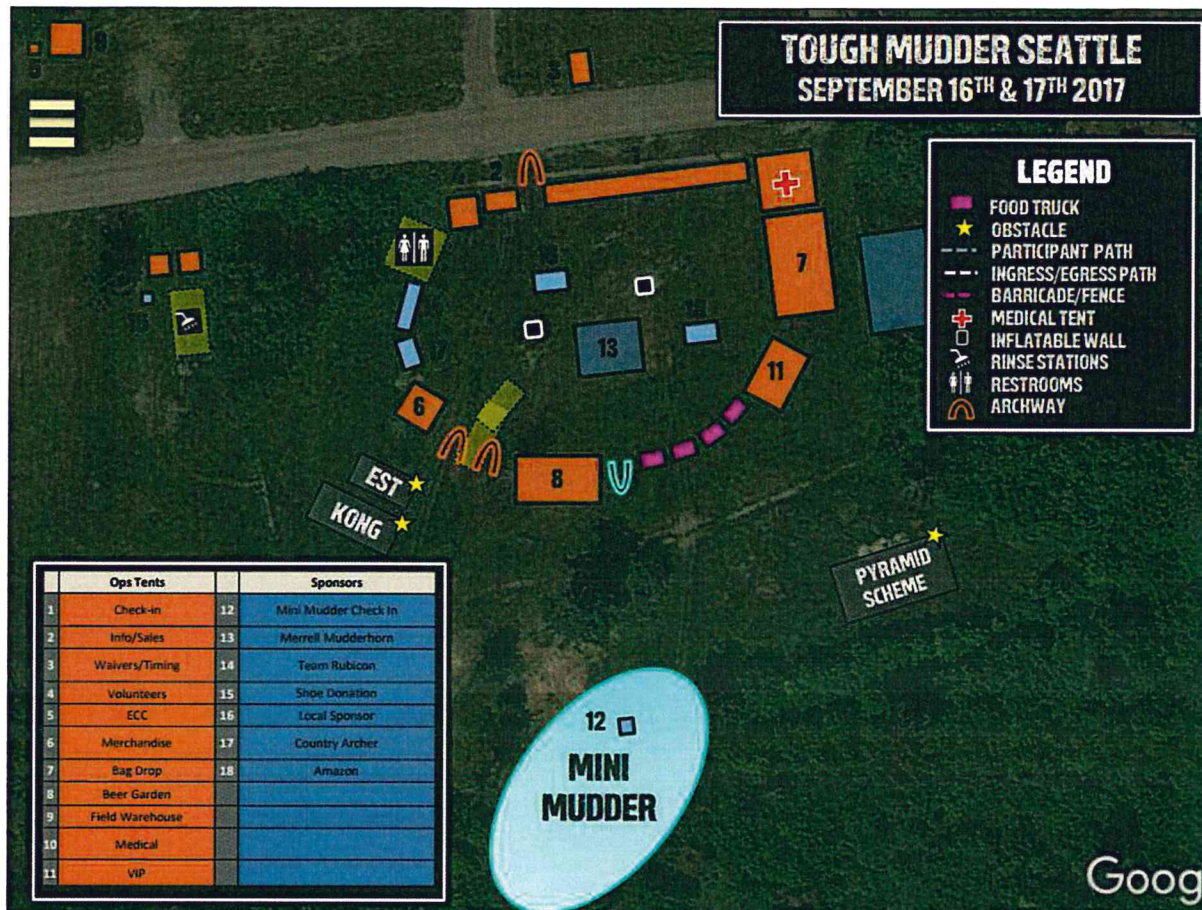 TOUGH MUDDER SEATTLE
SEPTEMBER 16TH & 17TH 2017
LEGEND
FOOD TRUCK
OBSTACLE
PARTICIPANT PATH
INGRESS/EGRESS PATH
BARRICADE/FENCE
MEDICAL TENT
INFLATABLE WALL
RINSE STATIONS
RESTROOMS
ARCHWAY
9
2
7
13
11
6
8
EST
KONG
PYRAMID
SCHEME
12
MINI
MUDDER
Ops Tents Sponsors
1 Check-in 12 Mini Mudder Check In
2 Info/Sales 13 Merrell Mudderhorn
3 Waivers/Timing 14 Team Rubicon
4 Volunteers 15 Shoe Donation
5 ECC 16 Local Sponsor
6 Merchandise 17 Country Archer
7 Bag Drop 18 Amazon
8 Beer Garden
9 Field Warehouse
10 Medical
11 VIP
Goog